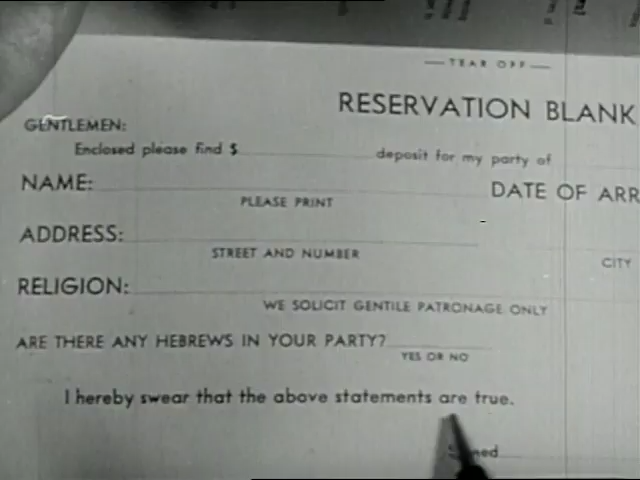 — TEAR OFF —
RESERVATION BLANK
GENTLEMEN:
Enclosed please find $ deposit for my party of
NAME: DATE OF ARR
PLEASE PRINT
ADDRESS:
STREET AND NUMBER CITY
RELIGION:
WE SOLICIT GENTILE PATRONAGE ONLY
ARE THERE ANY HEBREWS IN YOUR PARTY?
YES OR NO
I hereby swear that the above statements are true.